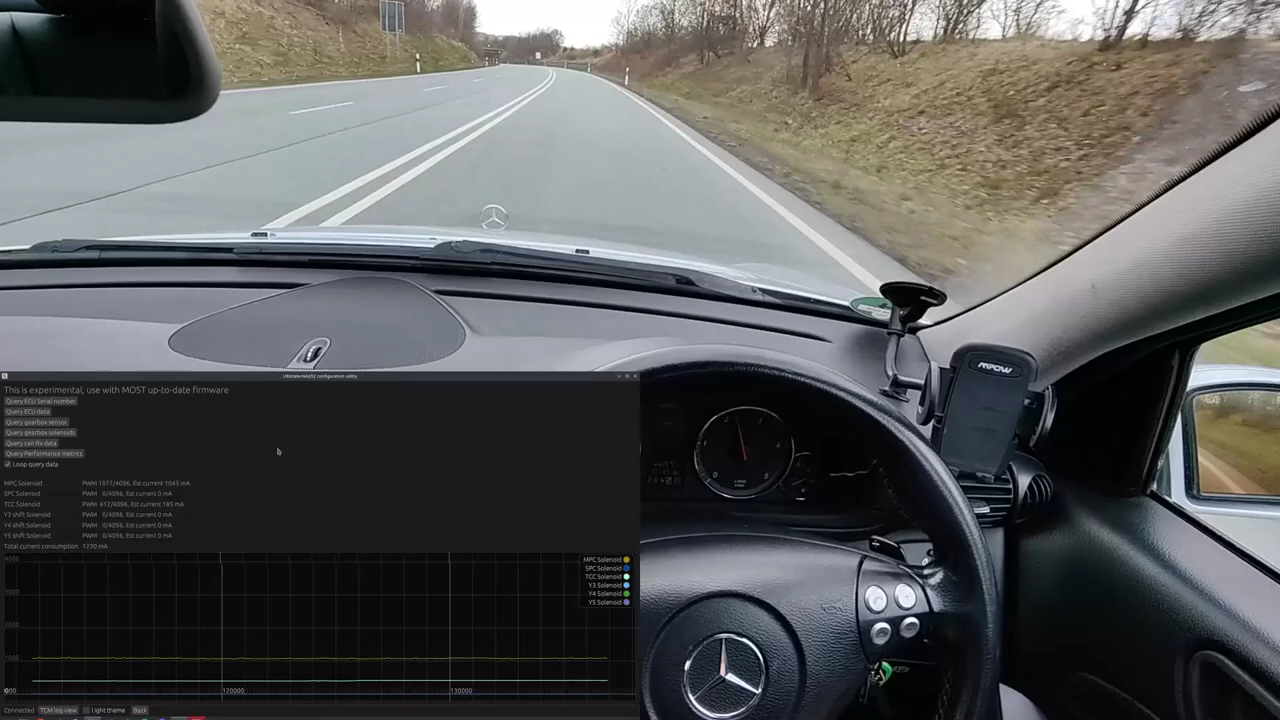 Ultimate-NAG52 configuration utility
This is experimental, use with MOST up-to-date firmware
Query ECU Serial number
Query ECU data
Query gearbox sensor
Query gearbox solenoids
Query can Rx data
Query Performance metrics
Loop query data
MPC Solenoid PWM 1077/4096, Est current 1043 mA
SPC Solenoid PWM 0/4096, Est current 0 mA
TCC Solenoid PWM 412/4096, Est current 185 mA
Y3 shift Solenoid PWM 0/4096, Est current 0 mA
Y4 shift Solenoid PWM 0/4096, Est current 0 mA
Y5 shift Solenoid PWM 0/4096, Est current 0 mA
Total current consumption 1230 mA
4000
3000
2000
1000
MPC Solenoid
SPC Solenoid
TCC Solenoid
Y3 Solenoid
Y4 Solenoid
Y5 Solenoid
120000
130000
Connected TCM log view Light theme Back
MPOW